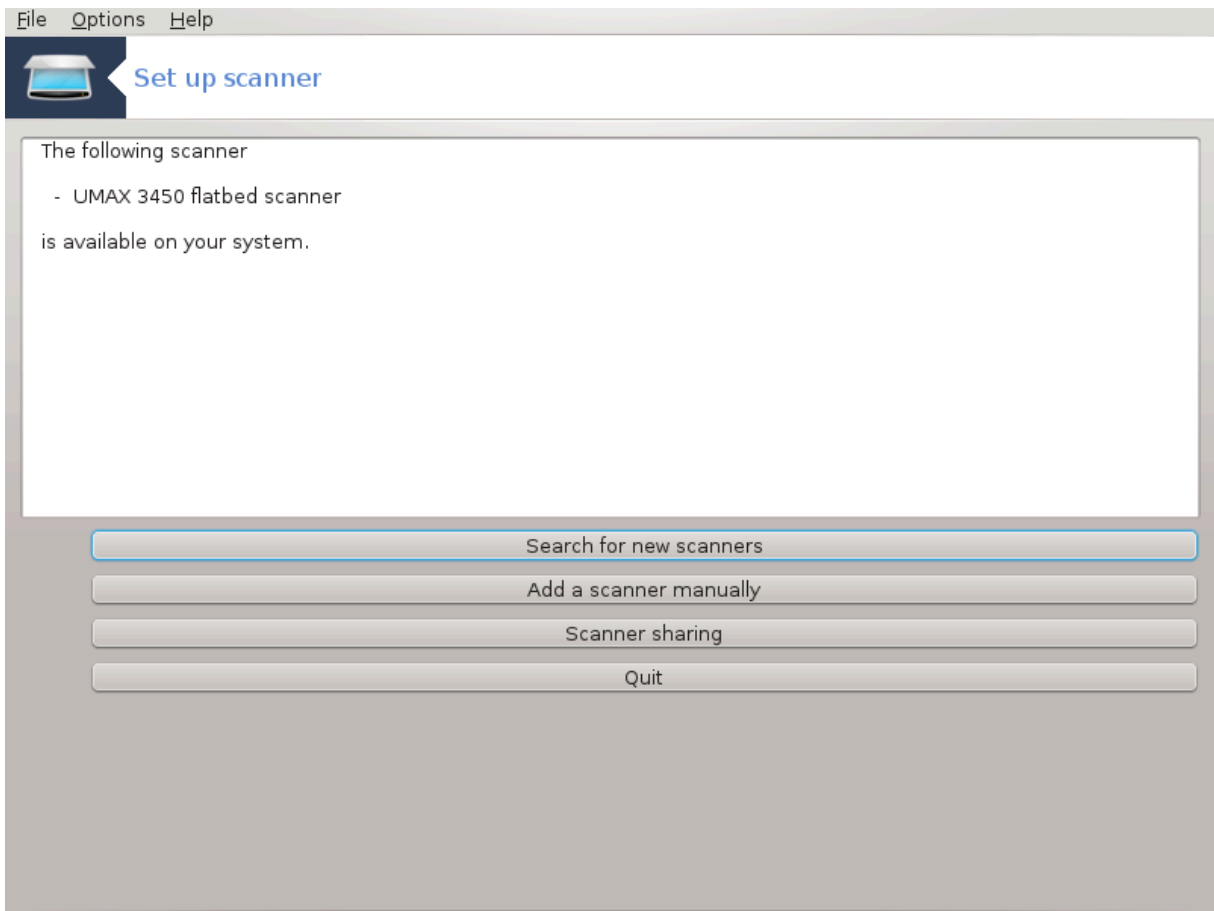 File Options Help
Set up scanner
The following scanner
- UMAX 3450 flatbed scanner
is available on your system.
Search for new scanners
Add a scanner manually
Scanner sharing
Quit